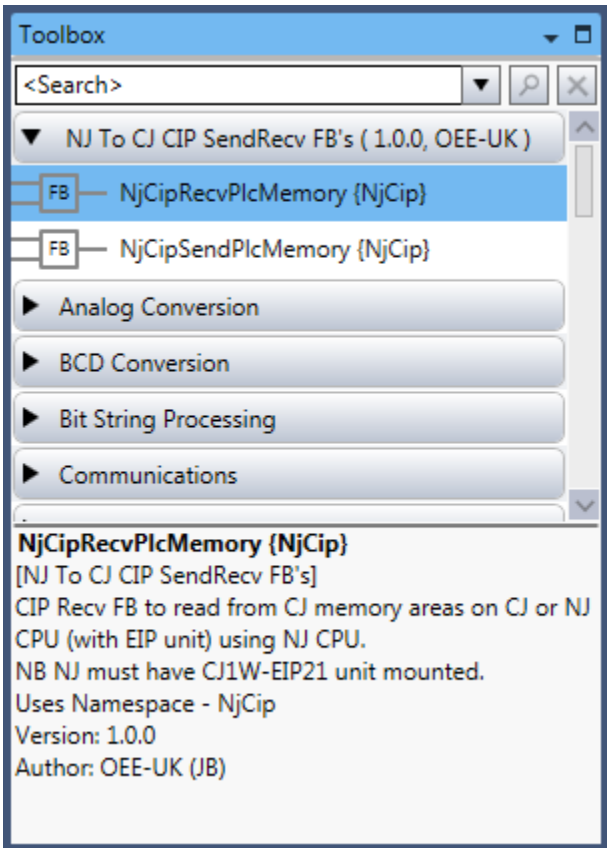 Toolbox
<Search>
NJ To CJ CIP SendRecv FB's ( 1.0.0, OEE-UK )
FB NjCipRecvPlcMemory {NjCip}
FB NjCipSendPlcMemory {NjCip}
Analog Conversion
BCD Conversion
Bit String Processing
Communications
NjCipRecvPlcMemory {NjCip}
[NJ To CJ CIP SendRecv FB's]
CIP Recv FB to read from CJ memory areas on CJ or NJ
CPU (with EIP unit) using NJ CPU.
NB NJ must have CJ1W-EIP21 unit mounted.
Uses Namespace - NjCip
Version: 1.0.0
Author: OEE-UK (JB)